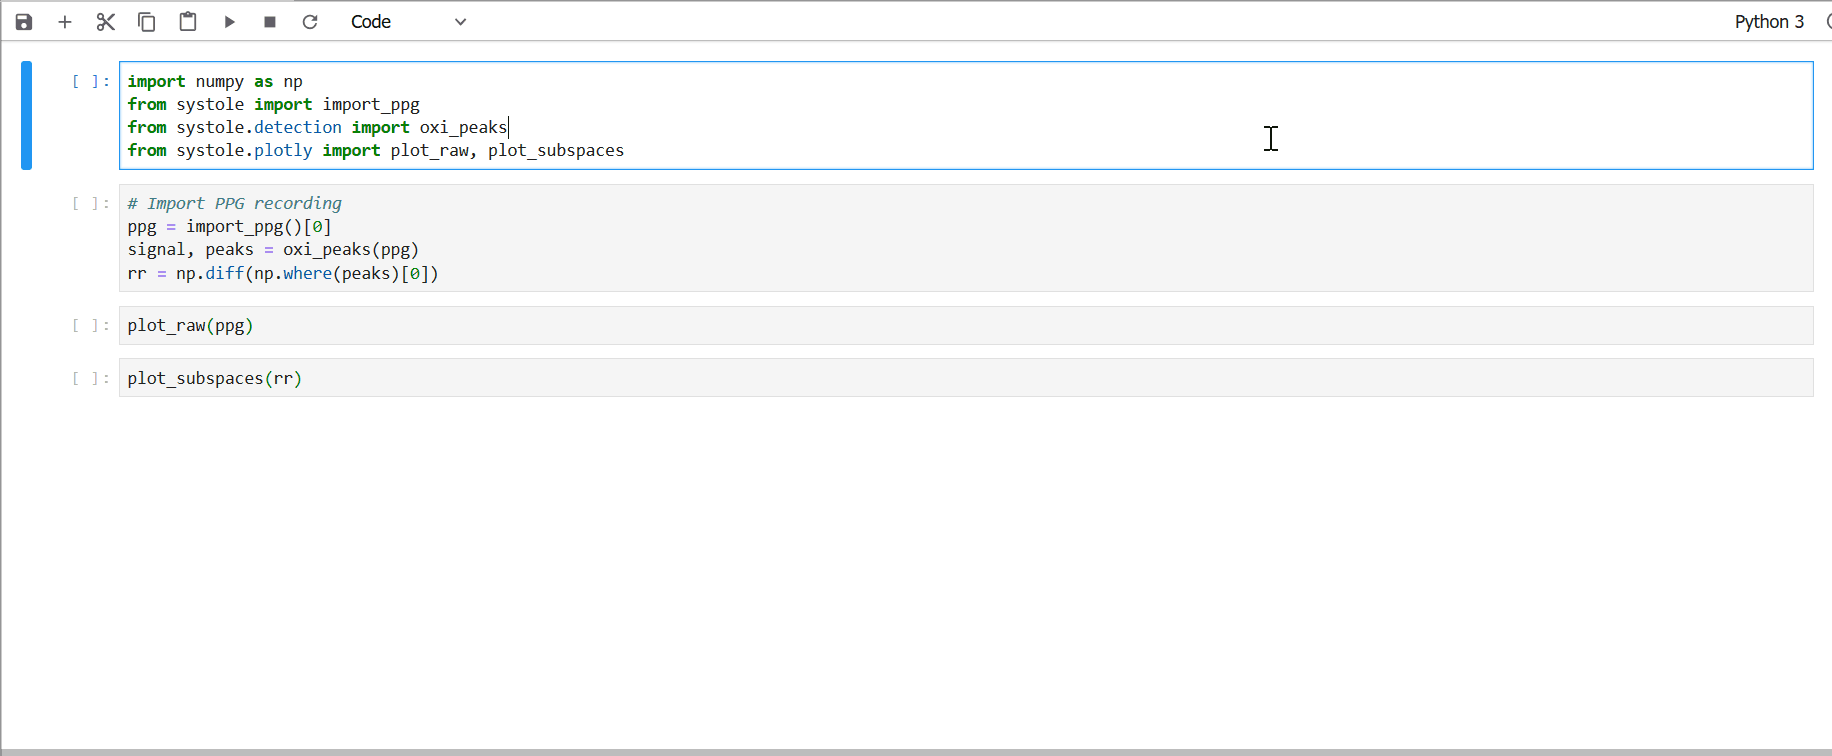 Code
Python 3
[ ]:
import numpy as np
from systole import import_ppg
from systole.detection import oxi_peaks
from systole.plotly import plot_raw, plot_subspaces
[ ]:
# Import PPG recording
ppg = import_ppg()[0]
signal, peaks = oxi_peaks(ppg)
rr = np.diff(np.where(peaks)[0])
[ ]:
plot_raw(ppg)
[ ]:
plot_subspaces(rr)